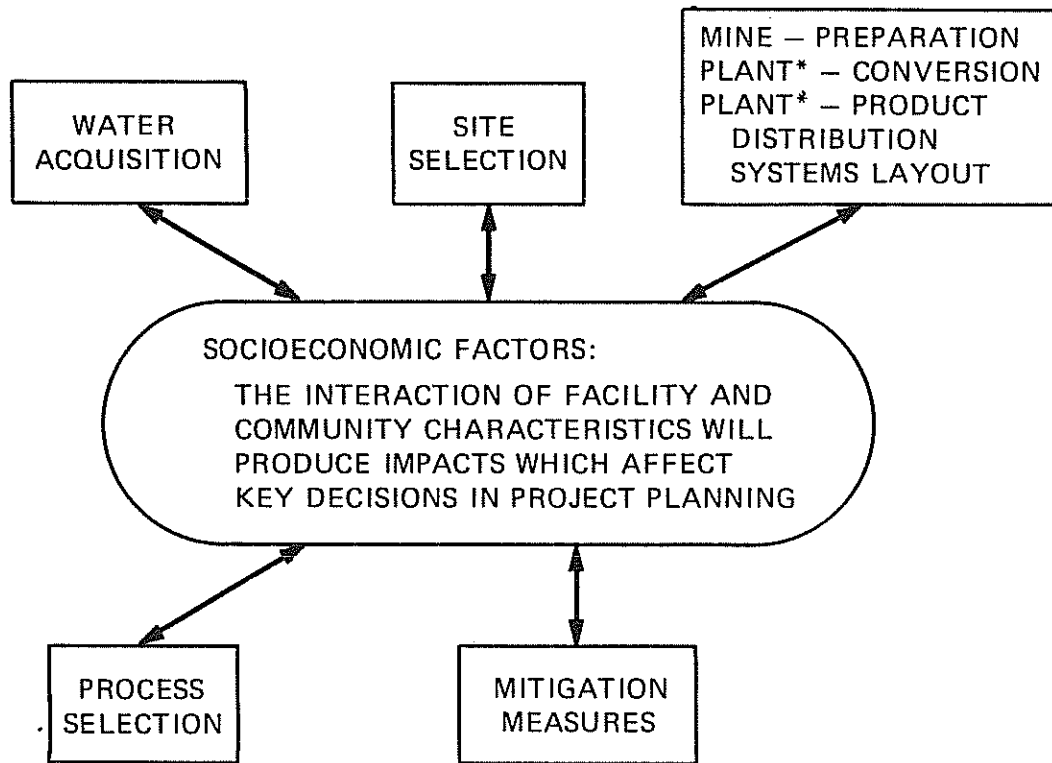 WATER
ACQUISITION
SITE
SELECTION
MINE – PREPARATION
PLANT* – CONVERSION
PLANT* – PRODUCT
DISTRIBUTION
SYSTEMS LAYOUT
SOCIOECONOMIC FACTORS:
THE INTERACTION OF FACILITY AND
COMMUNITY CHARACTERISTICS WILL
PRODUCE IMPACTS WHICH AFFECT
KEY DECISIONS IN PROJECT PLANNING
PROCESS
SELECTION
MITIGATION
MEASURES